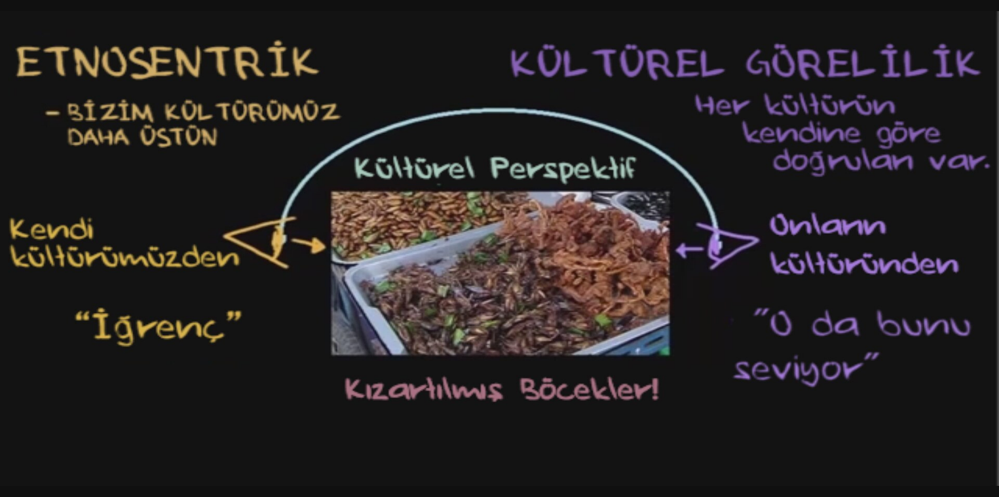 ETNOSENTRİK
- BİZİM KÜLTÜRÜMÜZ
DAHA ÜSTÜN
KÜLTÜREL GÖRELİLİK
Her kültürün
kendine göre
doğruları var.
Kültürel Perspektif
Kendi
kültürümüzden
"İğrenç"
Onların
kültüründen
"O da bunu
seviyor"
Kızartılmış Böcekler!